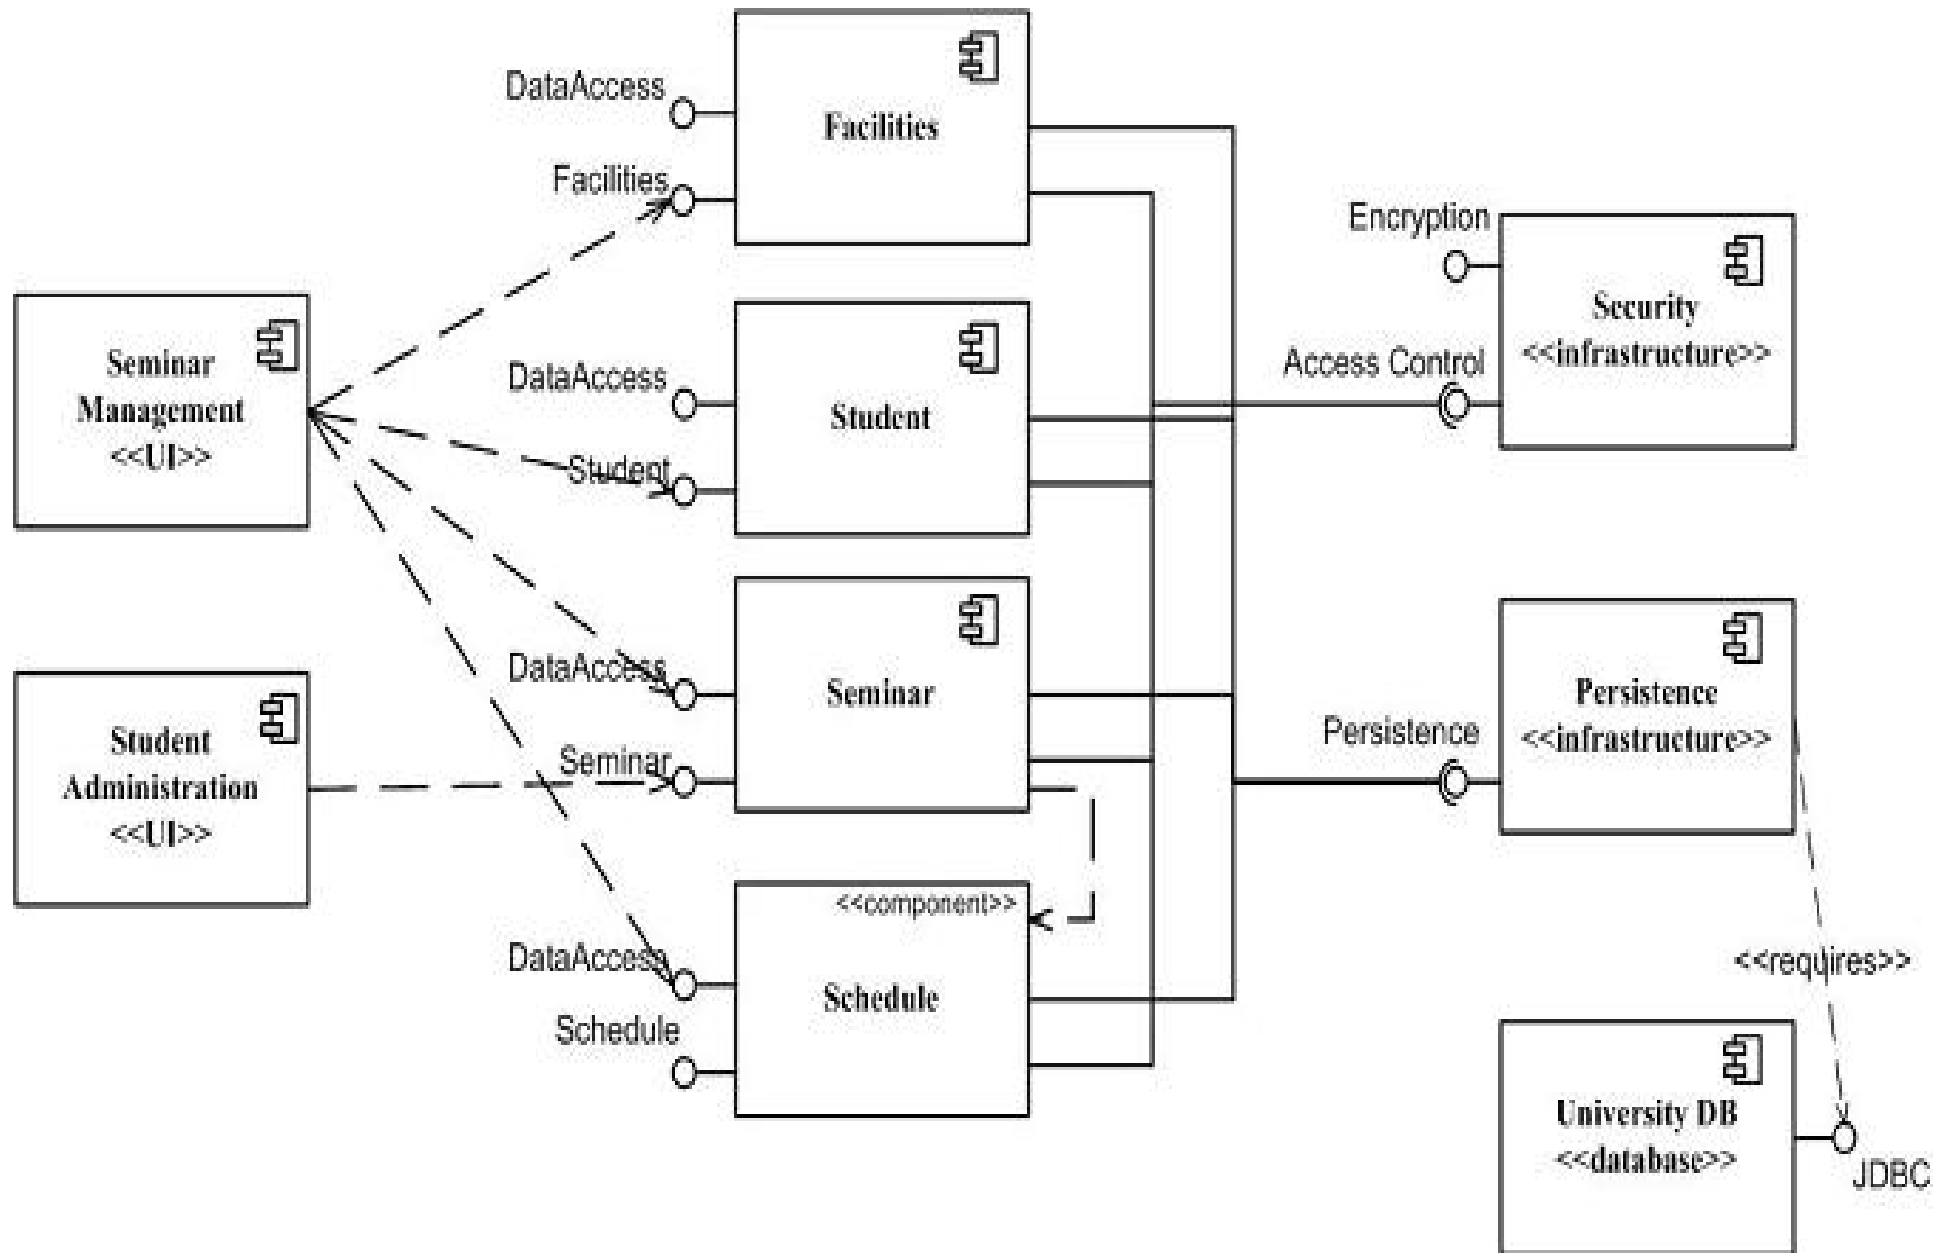 DataAccess
Facilities
Facilities
Encryption
Security
<<infrastructure>>
Access Control
Seminar
Management
<<UI>>
DataAccess
Student
Student
DataAccess
Seminar
Seminar
Persistence
<<infrastructure>>
Persistence
Student
Administration
<<UI>>
<<component>>
DataAccess
Schedule
Schedule
<<requires>>
University DB
<<database>>
JDBC